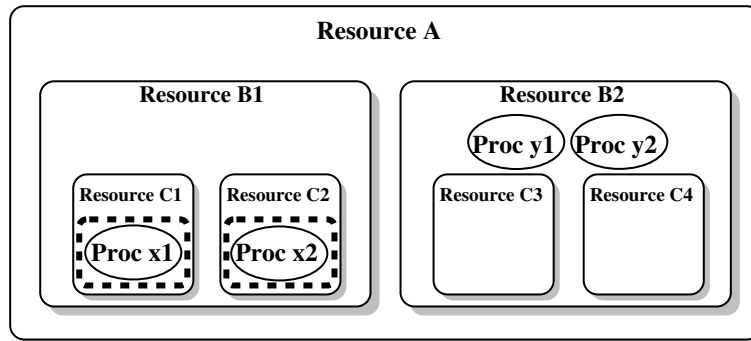 Resource A
Resource B1
Resource B2
Proc y1
Proc y2
Resource C1
Resource C2
Resource C3
Resource C4
Proc x1
Proc x2